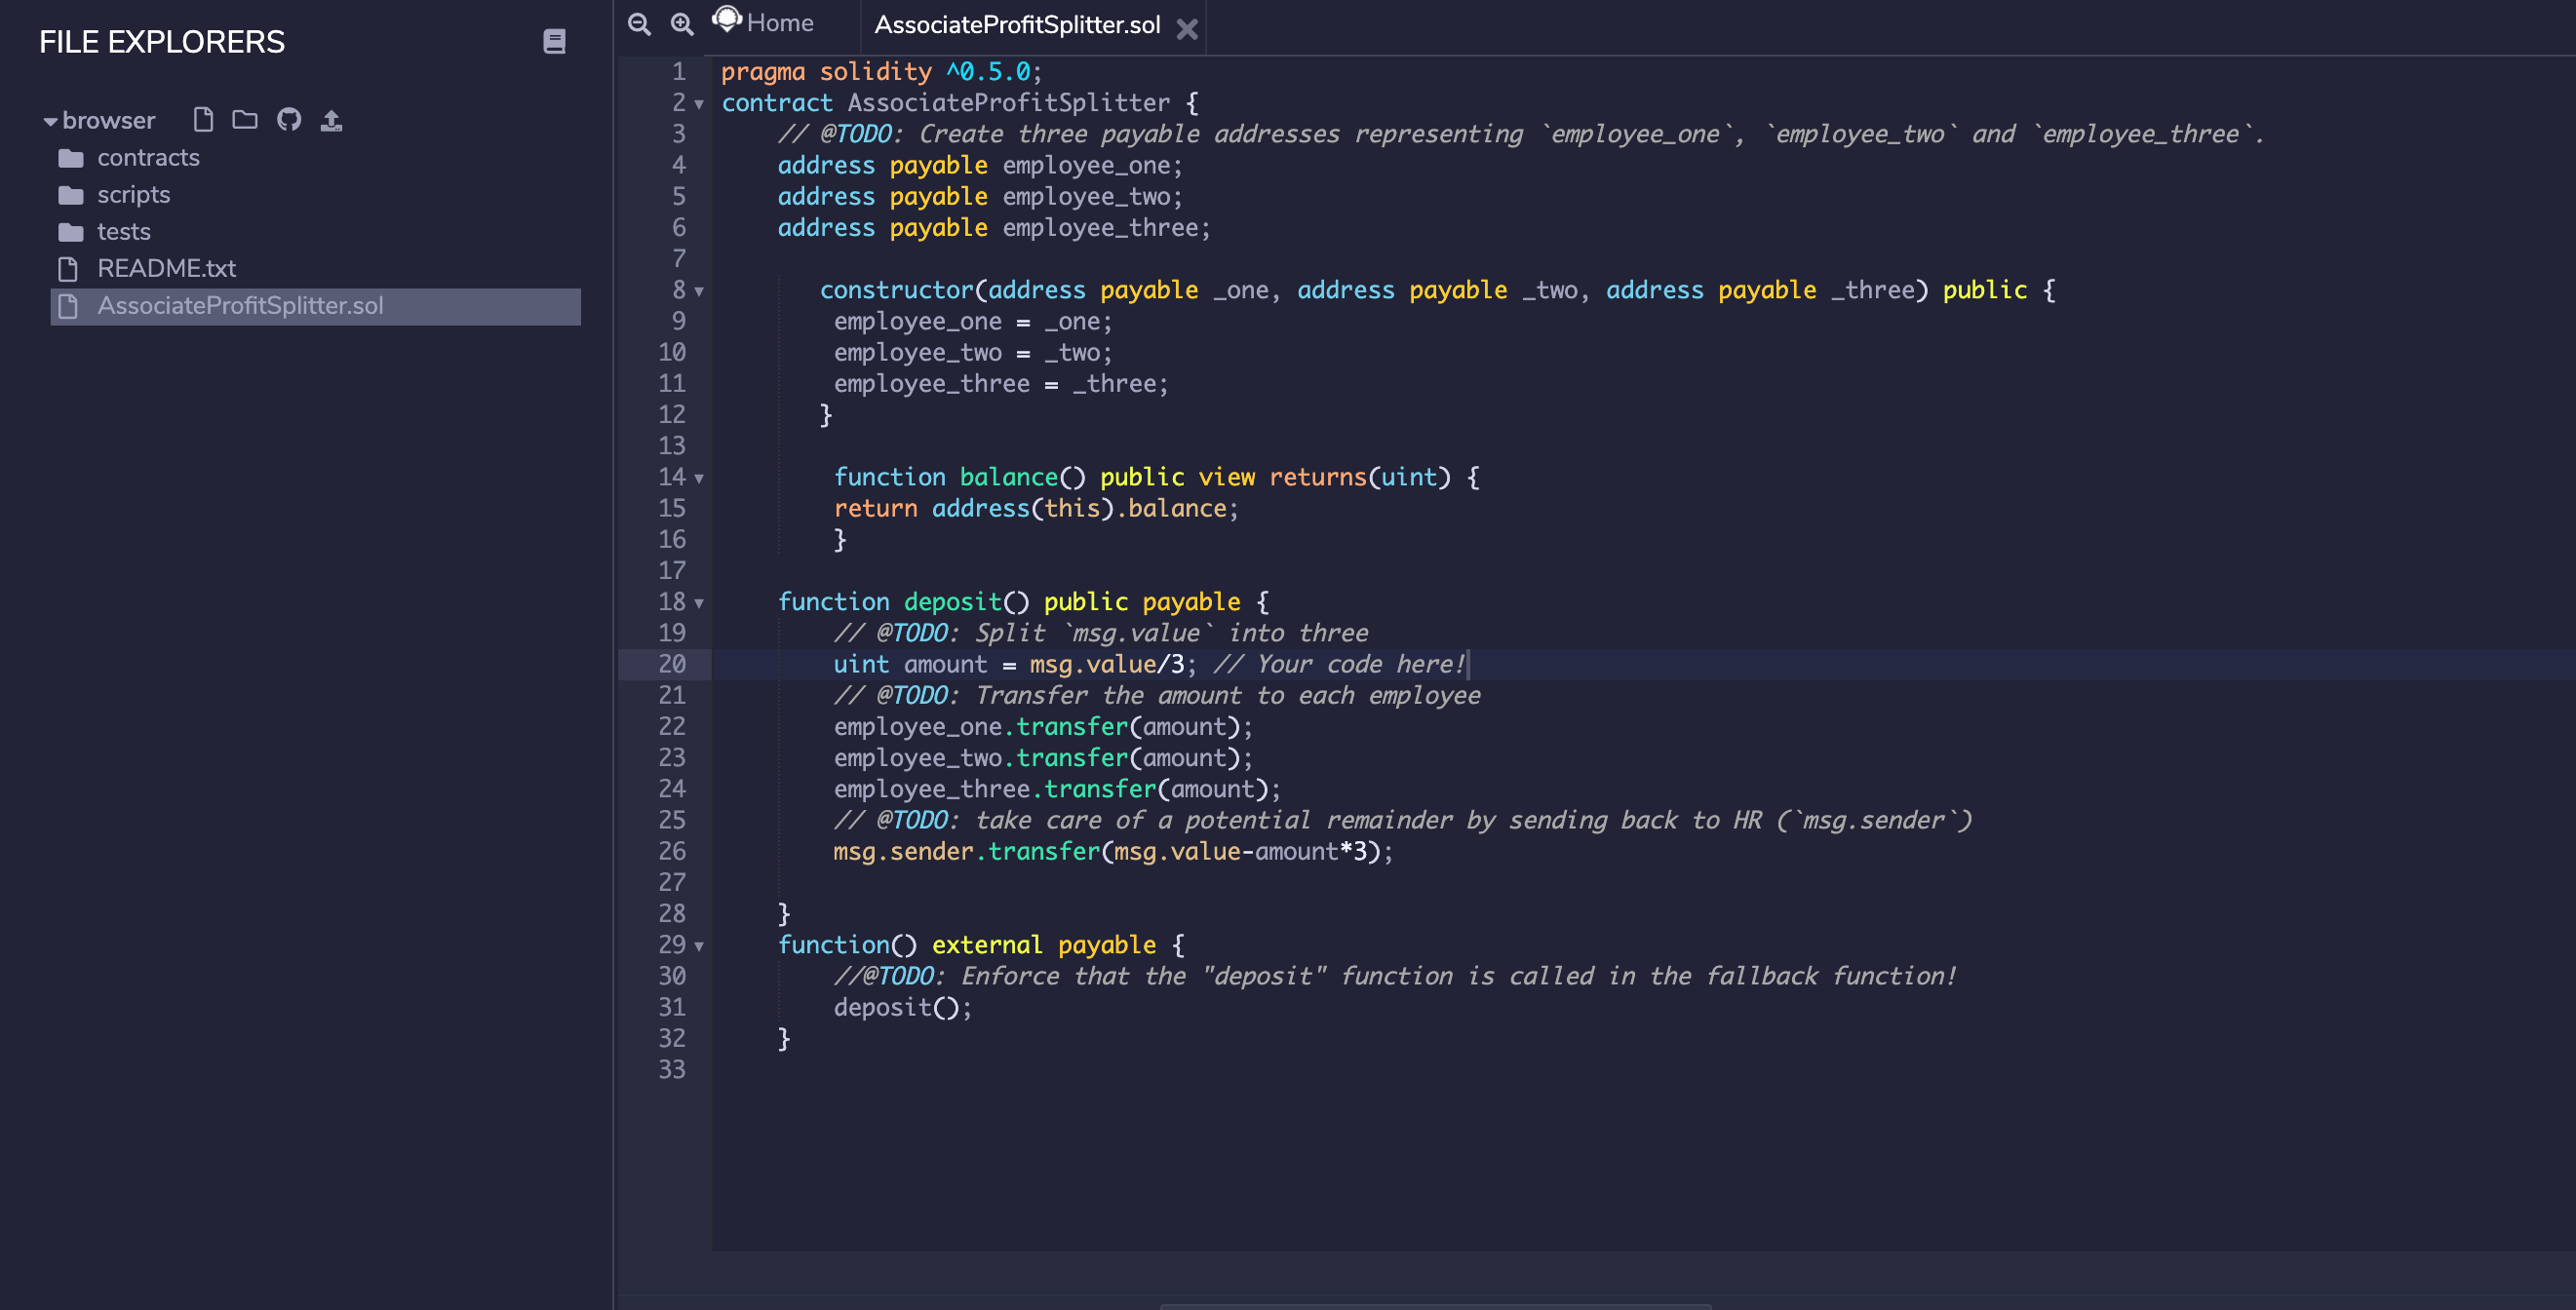 FILE EXPLORERS
browser
contracts
scripts
tests
README.txt
AssociateProfitSplitter.sol
Home
AssociateProfitSplitter.sol
1 pragma solidity ^0.5.0;
2 contract AssociateProfitSplitter {
3 // @TODO: Create three payable addresses representing `employee_one`, `employee_two` and `employee_three`.
4 address payable employee_one;
5 address payable employee_two;
6 address payable employee_three;
7
8 constructor(address payable _one, address payable _two, address payable _three) public {
9 employee_one = _one;
10 employee_two = _two;
11 employee_three = _three;
12 }
13
14 function balance() public view returns(uint) {
15 return address(this).balance;
16 }
17
18 function deposit() public payable {
19 // @TODO: Split `msg.value` into three
20 uint amount = msg.value/3; // Your code here!
21 // @TODO: Transfer the amount to each employee
22 employee_one.transfer(amount);
23 employee_two.transfer(amount);
24 employee_three.transfer(amount);
25 // @TODO: take care of a potential remainder by sending back to HR (`msg.sender`)
26 msg.sender.transfer(msg.value-amount*3);
27
28 }
29 function() external payable {
30 //@TODO: Enforce that the "deposit" function is called in the fallback function!
31 deposit();
32 }
33